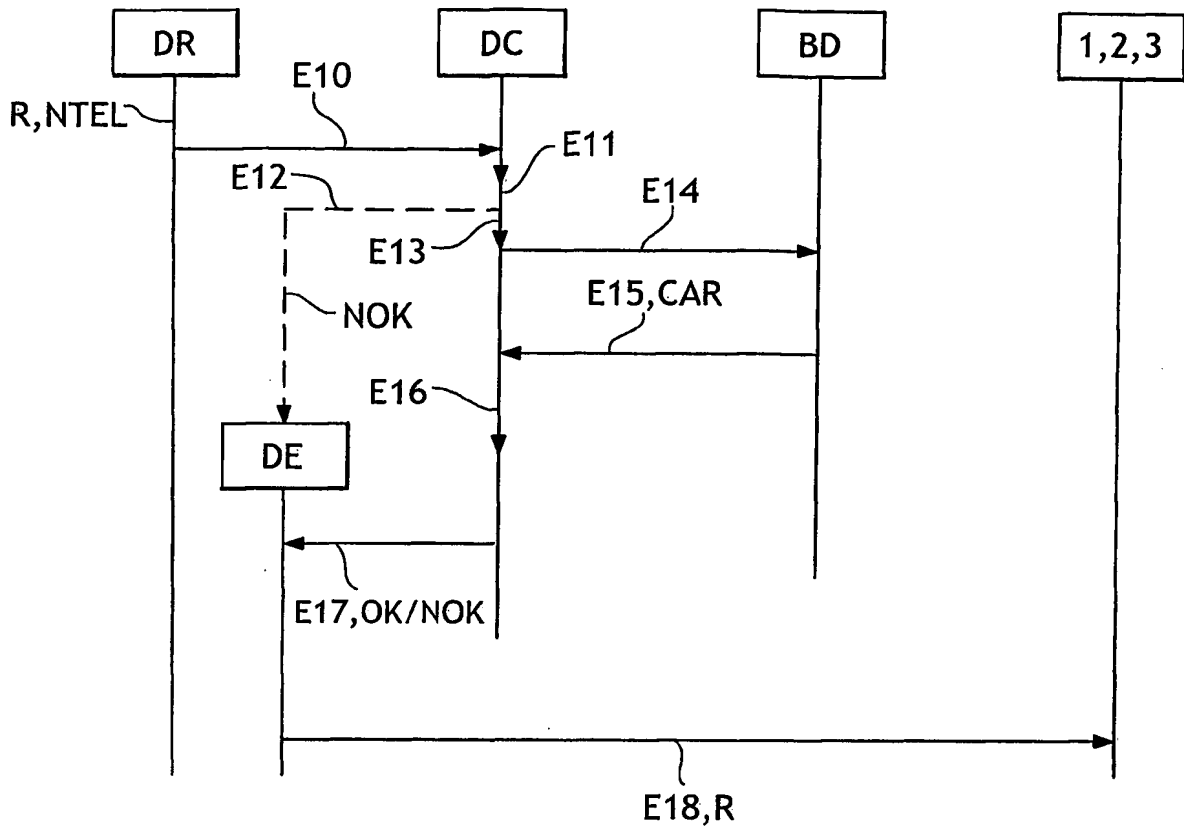 DR
DC
BD
1,2,3
E10
R,NTEL
E11
E12
E14
E13
E15,CAR
NOK
E16
DE
E17,OK/NOK
E18,R